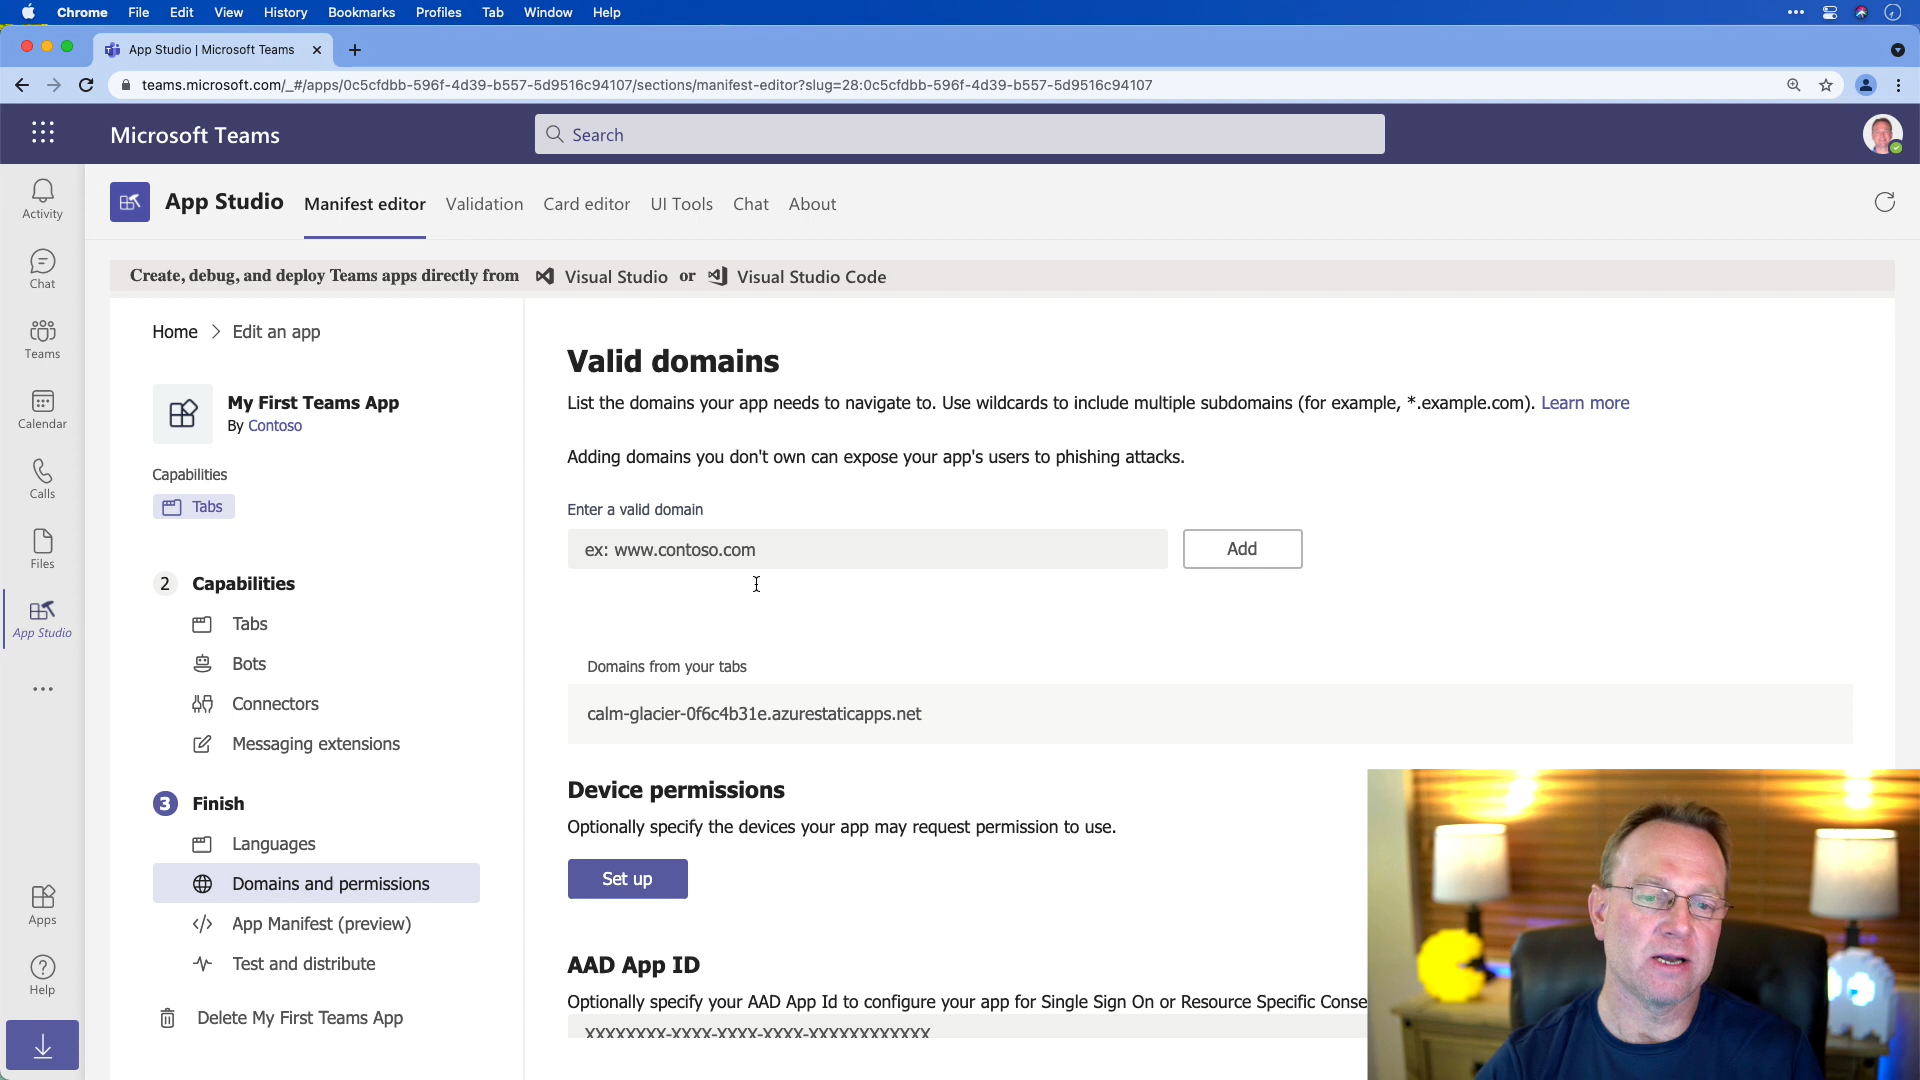 Chrome File Edit View History Bookmarks Profiles Tab Window Help
App Studio | Microsoft Teams
teams.microsoft.com/_#/apps/0c5cfdbb-596f-4d39-b557-5d9516c94107/sections/manifest-editor?slug=28:0c5cfdbb-596f-4d39-b557-5d9516c94107
Microsoft Teams
Search
Activity
Chat
Teams
Calendar
Calls
Files
App Studio
Apps
Help
App Studio Manifest editor Validation Card editor UI Tools Chat About
Create, debug, and deploy Teams apps directly from Visual Studio or Visual Studio Code
Home > Edit an app
My First Teams App
By Contoso
Capabilities
Tabs
2 Capabilities
Tabs
Bots
Connectors
Messaging extensions
3 Finish
Languages
Domains and permissions
App Manifest (preview)
Test and distribute
Delete My First Teams App
Valid domains
List the domains your app needs to navigate to. Use wildcards to include multiple subdomains (for example, *.example.com). Learn more
Adding domains you don't own can expose your app's users to phishing attacks.
Enter a valid domain
ex: www.contoso.com
Add
Domains from your tabs
calm-glacier-0f6c4b31e.azurestaticapps.net
Device permissions
Optionally specify the devices your app may request permission to use.
Set up
AAD App ID
Optionally specify your AAD App Id to configure your app for Single Sign On or Resource Specific Conse
xxxxxxxx-xxxx-xxxx-xxxx-xxxxxxxxxxxx